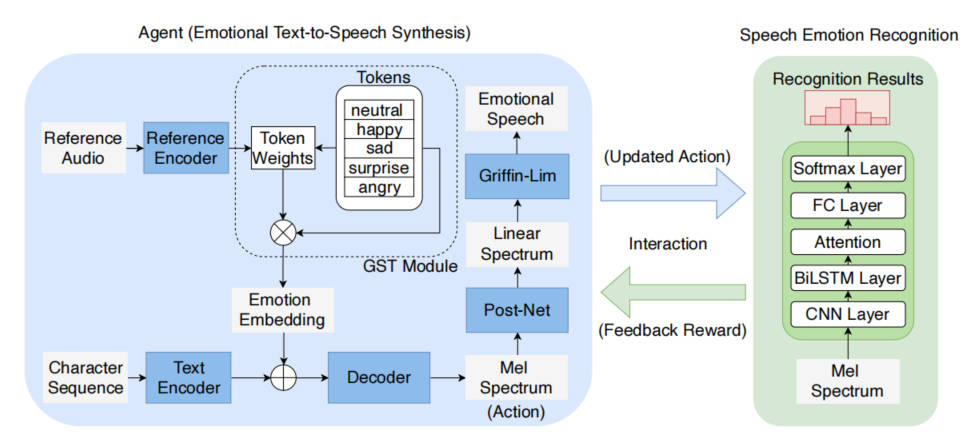 Agent (Emotional Text-to-Speech Synthesis)
Reference
Audio
Reference
Encoder
Token
Weights
Tokens
neutral
happy
sad
surprise
angry
GST Module
Emotion
Embedding
Character
Sequence
Text
Encoder
Decoder
Mel
Spectrum
(Action)
Post-Net
Linear
Spectrum
Griffin-Lim
Emotional
Speech
(Updated Action)
Interaction
(Feedback Reward)
Speech Emotion Recognition
Recognition Results
Softmax Layer
FC Layer
Attention
BiLSTM Layer
CNN Layer
Mel
Spectrum